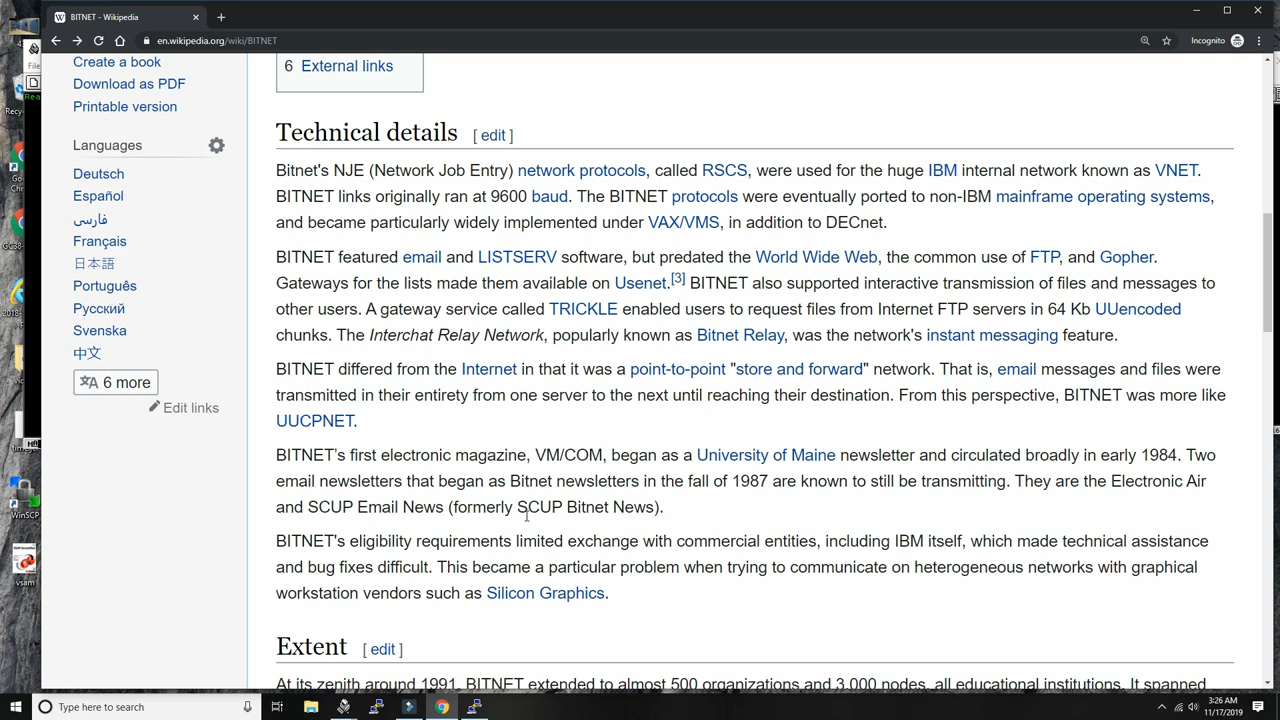 BITNET - Wikipedia
en.wikipedia.org/wiki/BITNET
Incognito
Create a book
Download as PDF
Printable version
Languages
Deutsch
Español
فارسی
Français
日本語
Português
Русский
Svenska
中文
6 more
Edit links
6 External links
Technical details [ edit ]
Bitnet's NJE (Network Job Entry) network protocols, called RSCS, were used for the huge IBM internal network known as VNET.
BITNET links originally ran at 9600 baud. The BITNET protocols were eventually ported to non-IBM mainframe operating systems,
and became particularly widely implemented under VAX/VMS, in addition to DECnet.
BITNET featured email and LISTSERV software, but predated the World Wide Web, the common use of FTP, and Gopher.
Gateways for the lists made them available on Usenet.[3] BITNET also supported interactive transmission of files and messages to
other users. A gateway service called TRICKLE enabled users to request files from Internet FTP servers in 64 Kb UUencoded
chunks. The Interchat Relay Network, popularly known as Bitnet Relay, was the network's instant messaging feature.
BITNET differed from the Internet in that it was a point-to-point "store and forward" network. That is, email messages and files were
transmitted in their entirety from one server to the next until reaching their destination. From this perspective, BITNET was more like
UUCPNET.
BITNET's first electronic magazine, VM/COM, began as a University of Maine newsletter and circulated broadly in early 1984. Two
email newsletters that began as Bitnet newsletters in the fall of 1987 are known to still be transmitting. They are the Electronic Air
and SCUP Email News (formerly SCUP Bitnet News).
BITNET's eligibility requirements limited exchange with commercial entities, including IBM itself, which made technical assistance
and bug fixes difficult. This became a particular problem when trying to communicate on heterogeneous networks with graphical
workstation vendors such as Silicon Graphics.
Extent [ edit ]
At its zenith around 1991, BITNET extended to almost 500 organizations and 3,000 nodes, all educational institutions. It spanned
WinSCP
vsam
Type here to search
3:26 AM
11/17/2019